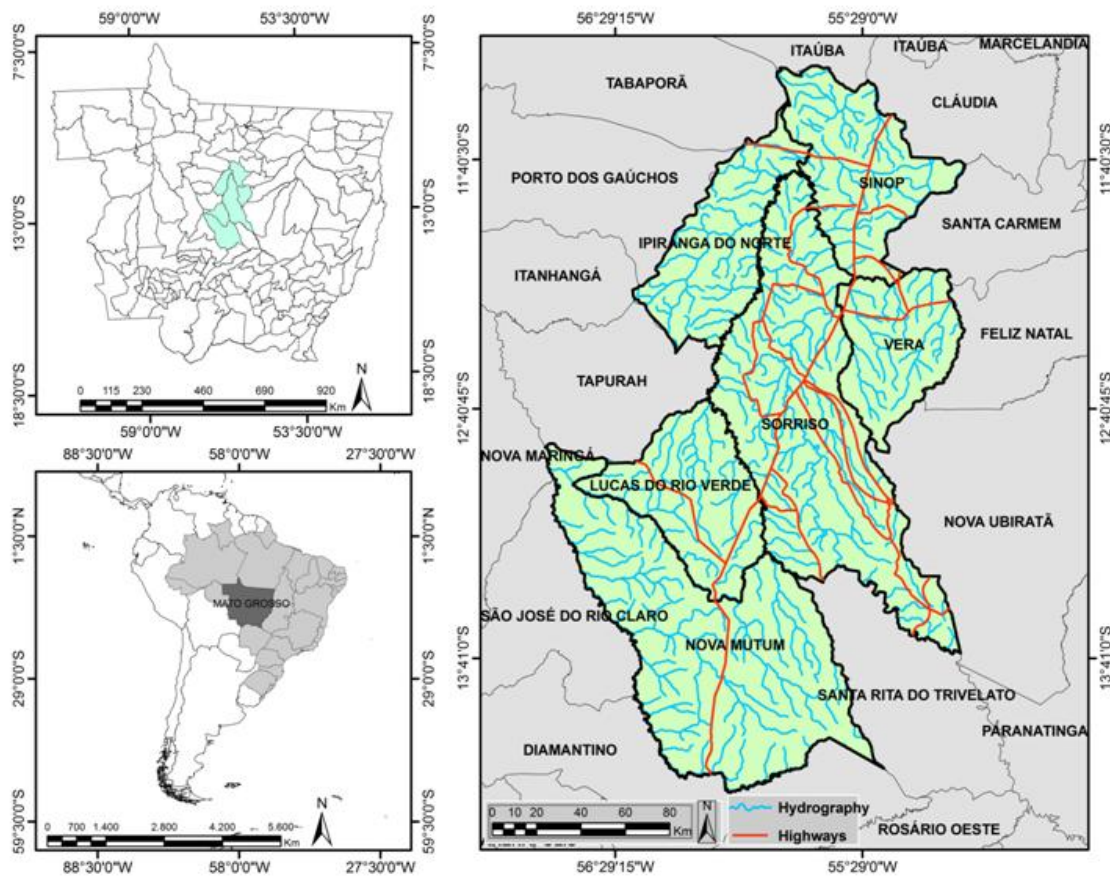 59°00'0"W 53°30'0"W
7°30'0"S
7°30'0"S
13°0'0"S
13°0'0"S
18°30'0"S
18°30'0"S
N
0 115 230 460 690 920
Km
59°00'0"W 53°30'0"W
88°30'0"W 58°00'0"W 27°30'0"W
1°30'0"N
1°30'0"N
MATO GROSSO
29°0'0"S
29°0'0"S
N
0 700 1.400 2.800 4.200 5.600
Km
59°30'0"S
59°30'0"S
88°30'0"W 58°00'0"W 27°30'0"W
56°29'15"W 55°29'0"W
ITAÚBA ITAÚBA MARCELANDIA
TABAPORÃ
CLÁUDIA
11°40'30"S
11°40'30"S
PORTO DOS GAÚCHOS
SINOP
SANTA CARMEM
IPIRANGA DO NORTE
ITANHANGÁ
FELIZ NATAL
VERA
TAPURAH
12°40'45"S
12°40'45"S
SORRISO
NOVA MARINGÁ
LUCAS DO RIO VERDE
NOVA UBIRATÃ
SÃO JOSÉ DO RIO CLARO
NOVA MUTUM
13°41'0"S
13°41'0"S
SANTA RITA DO TRIVELATO
PARANATINGA
DIAMANTINO
0 10 20 40 60 80
Km
N
Hydrography
Highways
ROSÁRIO OESTE
56°29'15"W 55°29'0"W